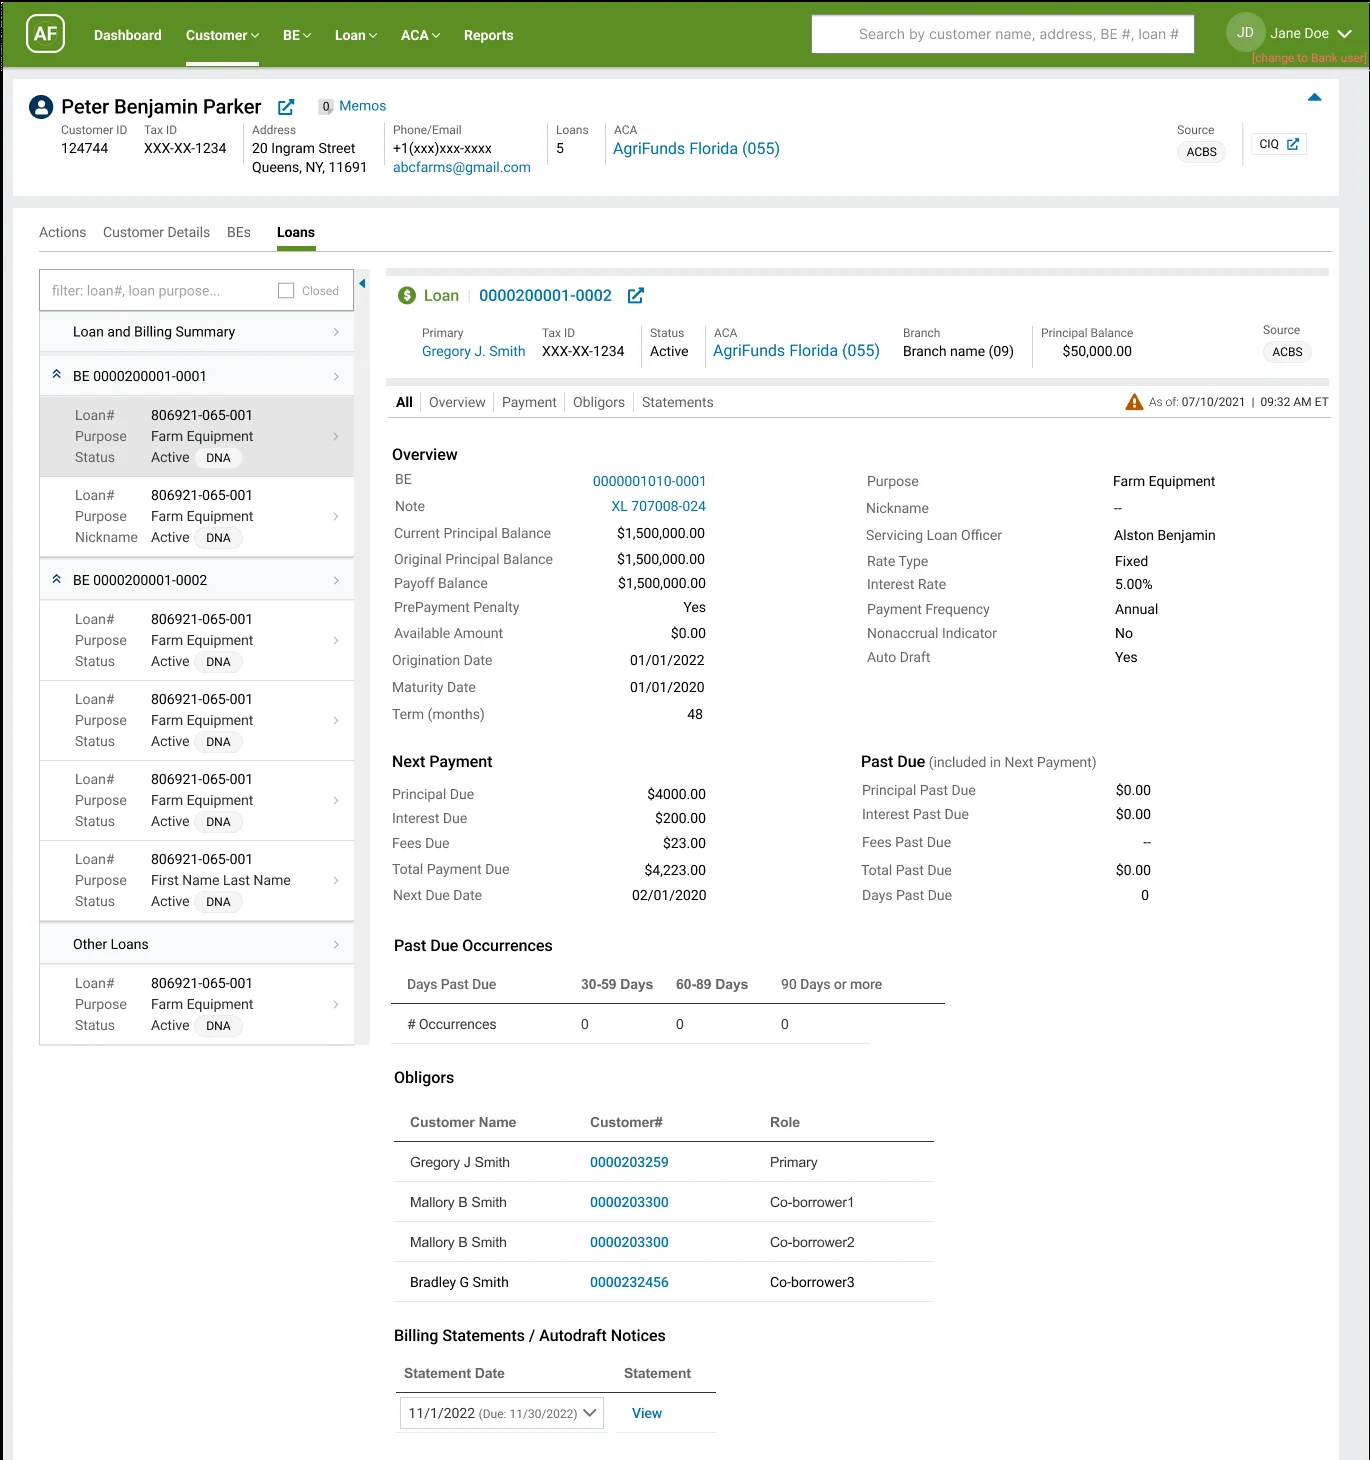 AF Dashboard Customer BE Loan ACA Reports Search by customer name, address, BE #, loan # JD Jane Doe
[change to Bank user]
Peter Benjamin Parker 0 Memos
Customer ID Tax ID Address Phone/Email Loans ACA Source
124744 XXX-XX-1234 20 Ingram Street +1(xxx)xxx-xxxx 5 AgriFunds Florida (055) ACBS CIQ
Queens, NY, 11691 abcfarms@gmail.com
Actions Customer Details BEs Loans
filter: loan#, loan purpose... Closed
Loan and Billing Summary
BE 0000200001-0001
Loan# 806921-065-001
Purpose Farm Equipment
Status Active DNA
Loan# 806921-065-001
Purpose Farm Equipment
Nickname Active DNA
BE 0000200001-0002
Loan# 806921-065-001
Purpose Farm Equipment
Status Active DNA
Loan# 806921-065-001
Purpose Farm Equipment
Status Active DNA
Loan# 806921-065-001
Purpose Farm Equipment
Status Active DNA
Loan# 806921-065-001
Purpose First Name Last Name
Status Active DNA
Other Loans
Loan# 806921-065-001
Purpose Farm Equipment
Status Active DNA
$ Loan 0000200001-0002
Primary Tax ID Status ACA Branch Principal Balance Source
Gregory J. Smith XXX-XX-1234 Active AgriFunds Florida (055) Branch name (09) $50,000.00 ACBS
All Overview Payment Obligors Statements As of: 07/10/2021 | 09:32 AM ET
Overview
BE 0000001010-0001
Note XL 707008-024
Current Principal Balance $1,500,000.00
Original Principal Balance $1,500,000.00
Payoff Balance $1,500,000.00
PrePayment Penalty Yes
Available Amount $0.00
Origination Date 01/01/2022
Maturity Date 01/01/2020
Term (months) 48
Purpose Farm Equipment
Nickname --
Servicing Loan Officer Alston Benjamin
Rate Type Fixed
Interest Rate 5.00%
Payment Frequency Annual
Nonaccrual Indicator No
Auto Draft Yes
Next Payment
Principal Due $4000.00
Interest Due $200.00
Fees Due $23.00
Total Payment Due $4,223.00
Next Due Date 02/01/2020
Past Due (included in Next Payment)
Principal Past Due $0.00
Interest Past Due $0.00
Fees Past Due --
Total Past Due $0.00
Days Past Due 0
Past Due Occurrences
Days Past Due 30-59 Days 60-89 Days 90 Days or more
# Occurrences 0 0 0
Obligors
Customer Name Customer# Role
Gregory J Smith 0000203259 Primary
Mallory B Smith 0000203300 Co-borrower1
Mallory B Smith 0000203300 Co-borrower2
Bradley G Smith 0000232456 Co-borrower3
Billing Statements / Autodraft Notices
Statement Date Statement
11/1/2022 (Due: 11/30/2022) View